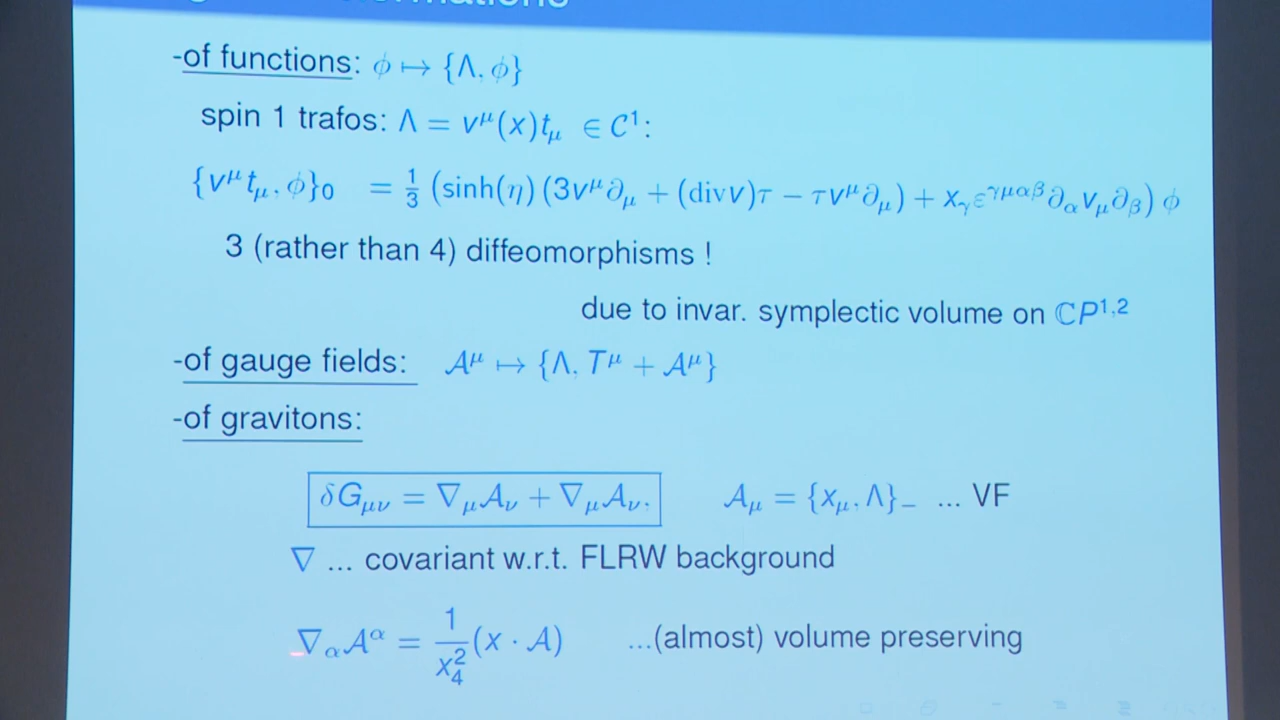 -of functions: ϕ ↦ {Λ, ϕ}
spin 1 trafos: Λ = v^μ(x)t_μ ∈ C^1:
{v^μ t_μ, ϕ}_0 = 1/3 (sinh(η) (3v^μ ∂_μ + (divv)τ − τv^μ ∂_μ) + x_γ ε^{γμαβ} ∂_α v_μ ∂_β) ϕ
3 (rather than 4) diffeomorphisms !
due to invar. symplectic volume on ℂP^{1,2}
-of gauge fields: A^μ ↦ {Λ, T^μ + A^μ}
-of gravitons:
δG_{μν} = ∇_μ A_ν + ∇_μ A_ν, A_μ = {x_μ, Λ}_− ... VF
∇ ... covariant w.r.t. FLRW background
∇_α A^α = 1/x_4^2 (x · A) ...(almost) volume preserving